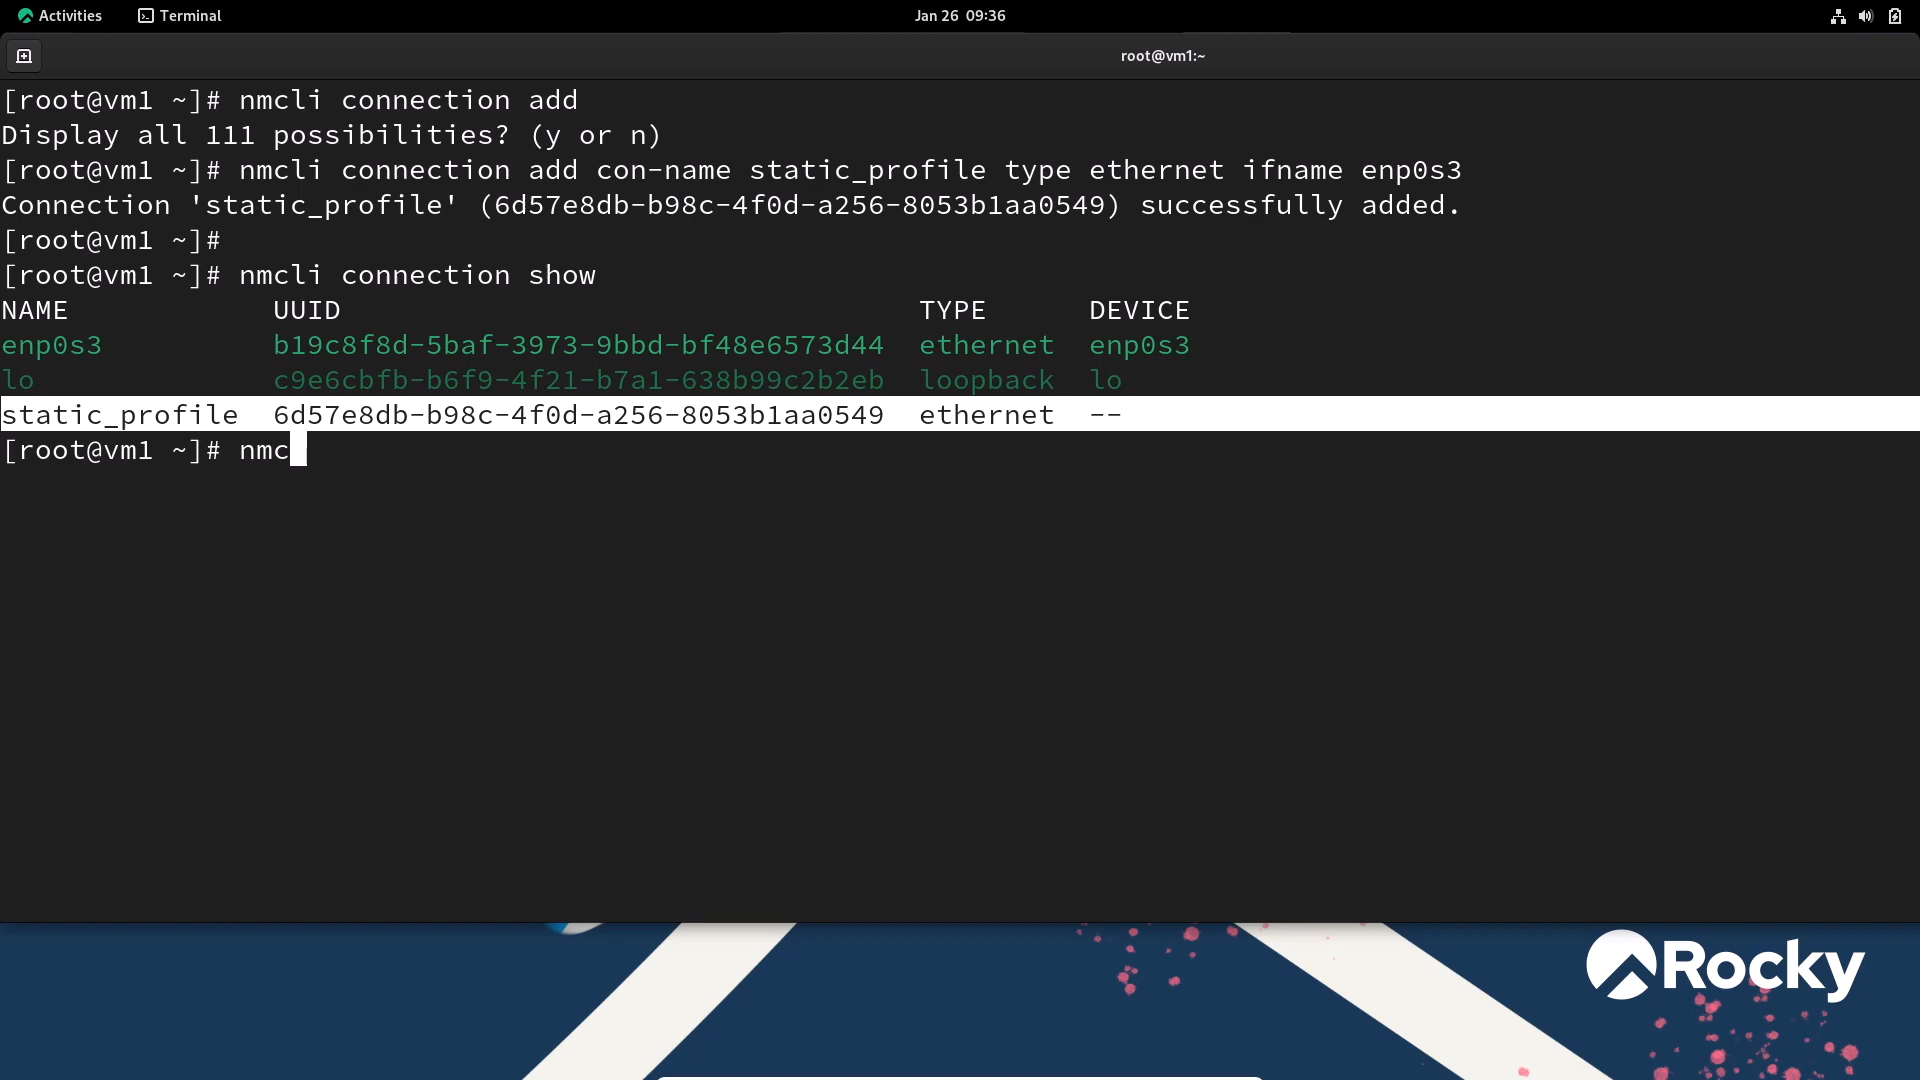 Activities Terminal Jan 26 09:36
root@vm1:~
[root@vm1 ~]# nmcli connection add
Display all 111 possibilities? (y or n)
[root@vm1 ~]# nmcli connection add con-name static_profile type ethernet ifname enp0s3
Connection 'static_profile' (6d57e8db-b98c-4f0d-a256-8053b1aa0549) successfully added.
[root@vm1 ~]#
[root@vm1 ~]# nmcli connection show
NAME UUID TYPE DEVICE
enp0s3 b19c8f8d-5baf-3973-9bbd-bf48e6573d44 ethernet enp0s3
lo c9e6cbfb-b6f9-4f21-b7a1-638b99c2b2eb loopback lo
static_profile 6d57e8db-b98c-4f0d-a256-8053b1aa0549 ethernet --
[root@vm1 ~]# nmc
Rocky